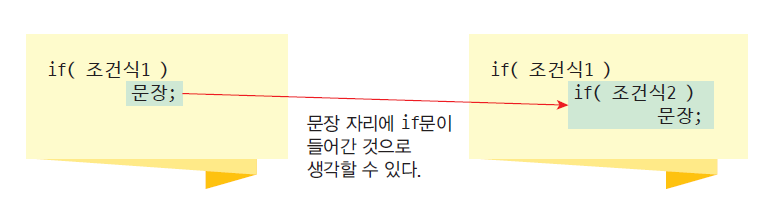 if( 조건식1 )
문장;
문장 자리에 if문이
들어간 것으로
생각할 수 있다.
if( 조건식1 )
if( 조건식2 )
문장;